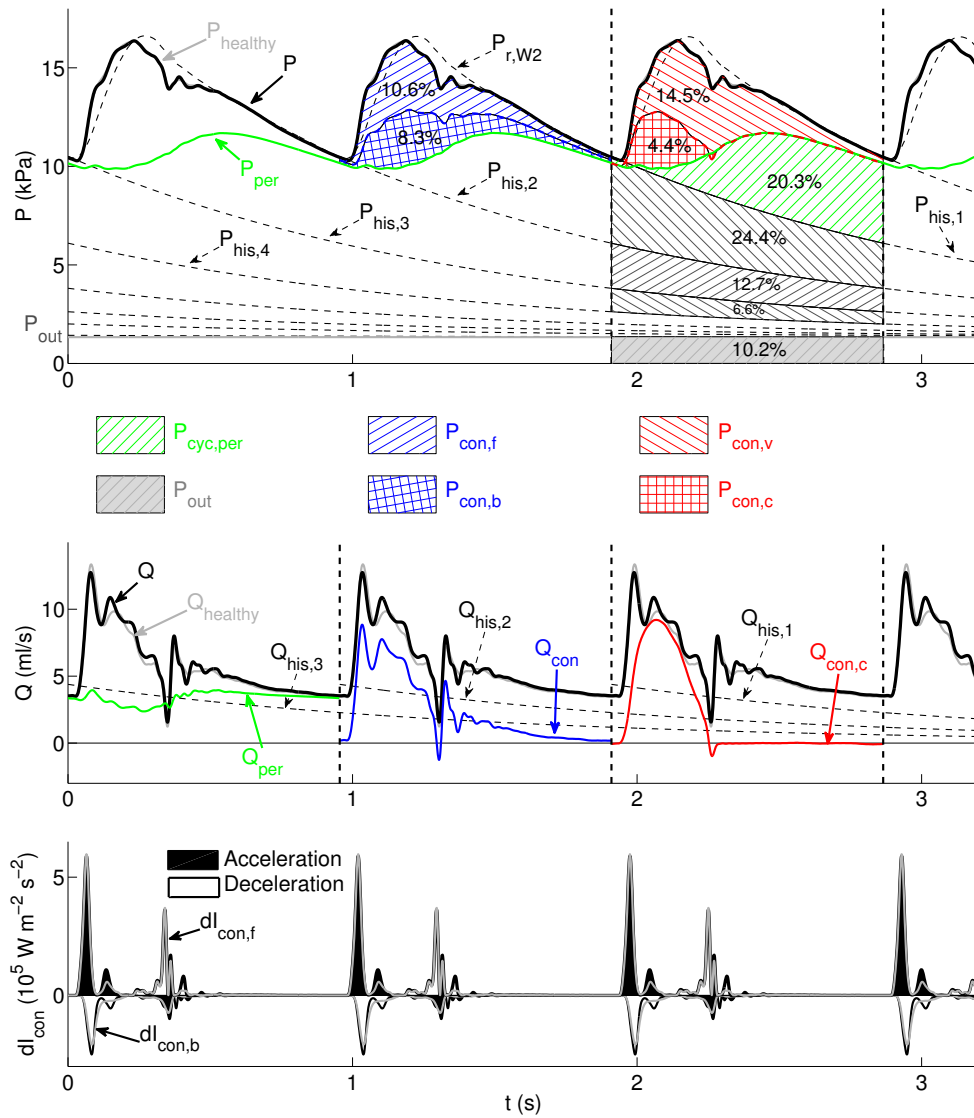 P_healthy
P
P_r,W2
15
10.6%
14.5%
8.3%
4.4%
10
P_per
P_his,2
20.3%
P_his,3
P_his,1
P_his,4
24.4%
5
12.7%
6.6%
P_out
10.2%
0
P (kPa)
0 1 2 3
P_cyc,per P_con,f P_con,v
P_out P_con,b P_con,c
Q
10
Q_healthy
Q_his,2
Q_his,1
Q_his,3
Q_con
Q_con,c
5
Q_per
0
Q (ml/s)
0 1 2 3
Acceleration
Deceleration
5
dI_con,f
0
dI_con,b
dI_con (10^5 W m^−2 s^−2)
0 1 2 3
t (s)